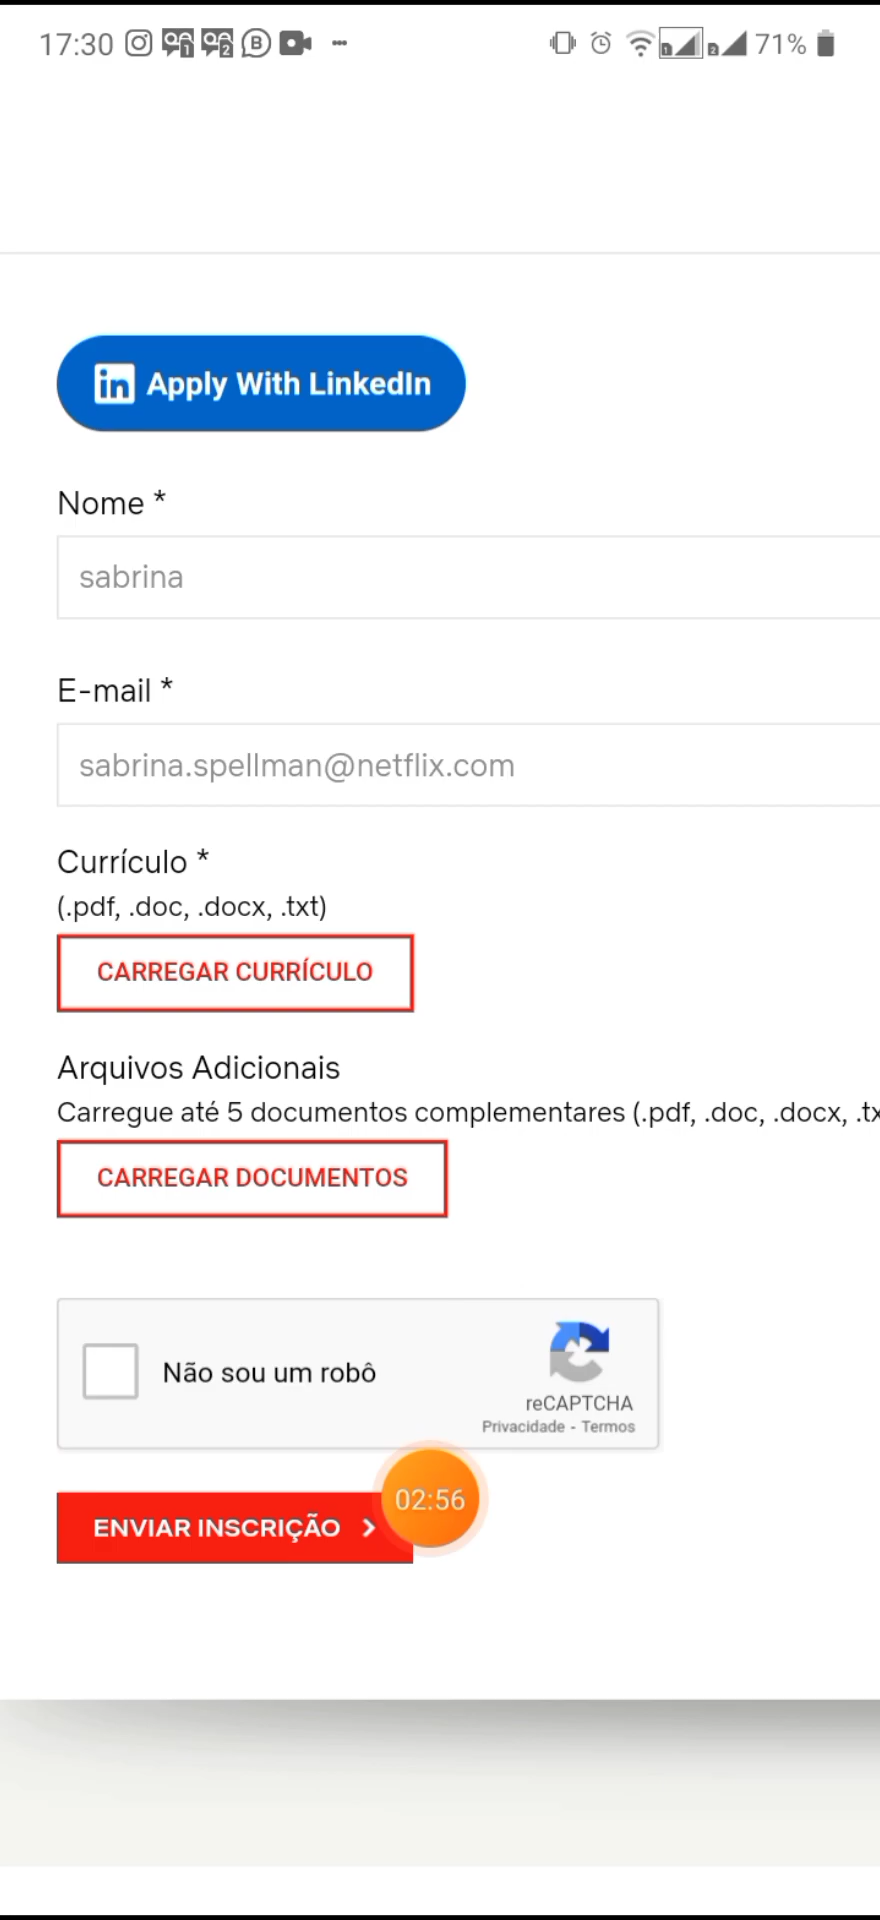 17:30 71%
in Apply With LinkedIn
Nome *
sabrina
E-mail *
sabrina.spellman@netflix.com
Currículo *
(.pdf, .doc, .docx, .txt)
CARREGAR CURRÍCULO
Arquivos Adicionais
Carregue até 5 documentos complementares (.pdf, .doc, .docx, .tx
CARREGAR DOCUMENTOS
Não sou um robô
reCAPTCHA
Privacidade - Termos
02:56
ENVIAR INSCRIÇÃO